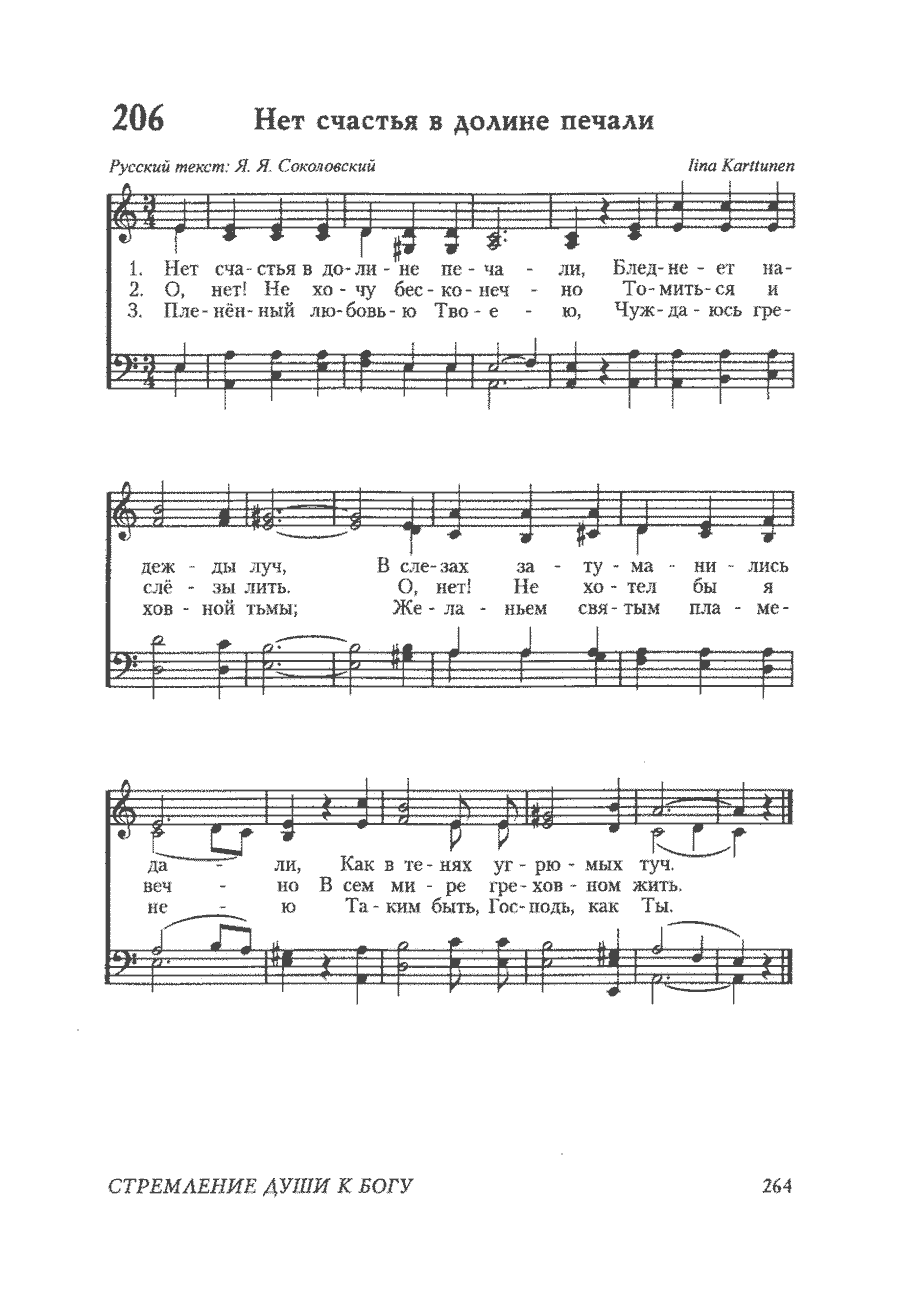 206 Нет счастья в долине печали
Русский текст: Я. Я. Соколовский Iina Karttunen
1. Нет сча-стья в до-ли-не пе-ча - ли, Блед-не-ет на-
2. О, нет! Не хо-чу бес-ко-неч - но То-мить-ся и
3. Пле-нён-ный лю-бовь-ю Тво-е - ю, Чуж-да-юсь гре-
деж - ды луч, В сле-зах за - ту - ма - ни - лись
слё - зы лить. О, нет! Не хо - тел бы я
хов - ной тьмы; Же - ла - ньем свя - тым пла - ме-
да - ли, Как в те-нях уг - рю - мых туч.
веч - но В сем ми - ре гре-хов - ном жить.
не - ю Та - ким быть, Гос-подь, как Ты.
СТРЕМЛЕНИЕ ДУШИ К БОГУ 264